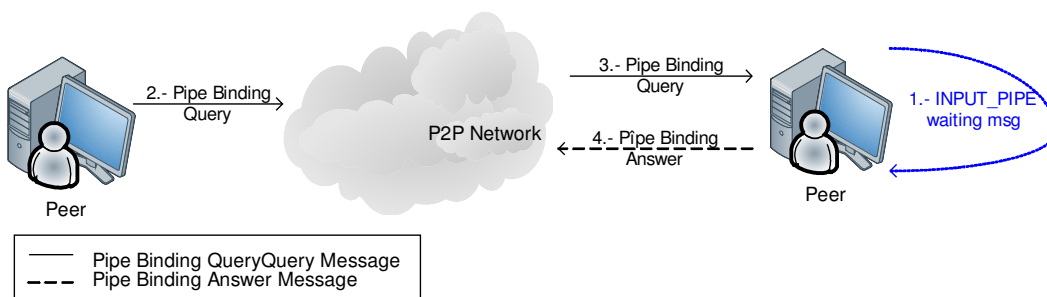 2.- Pipe Binding
Query
P2P Network
3.- Pipe Binding
Query
4.- Pîpe Binding
Answer
1.- INPUT_PIPE
waiting msg
Peer
Peer
Pipe Binding QueryQuery Message
Pipe Binding Answer Message